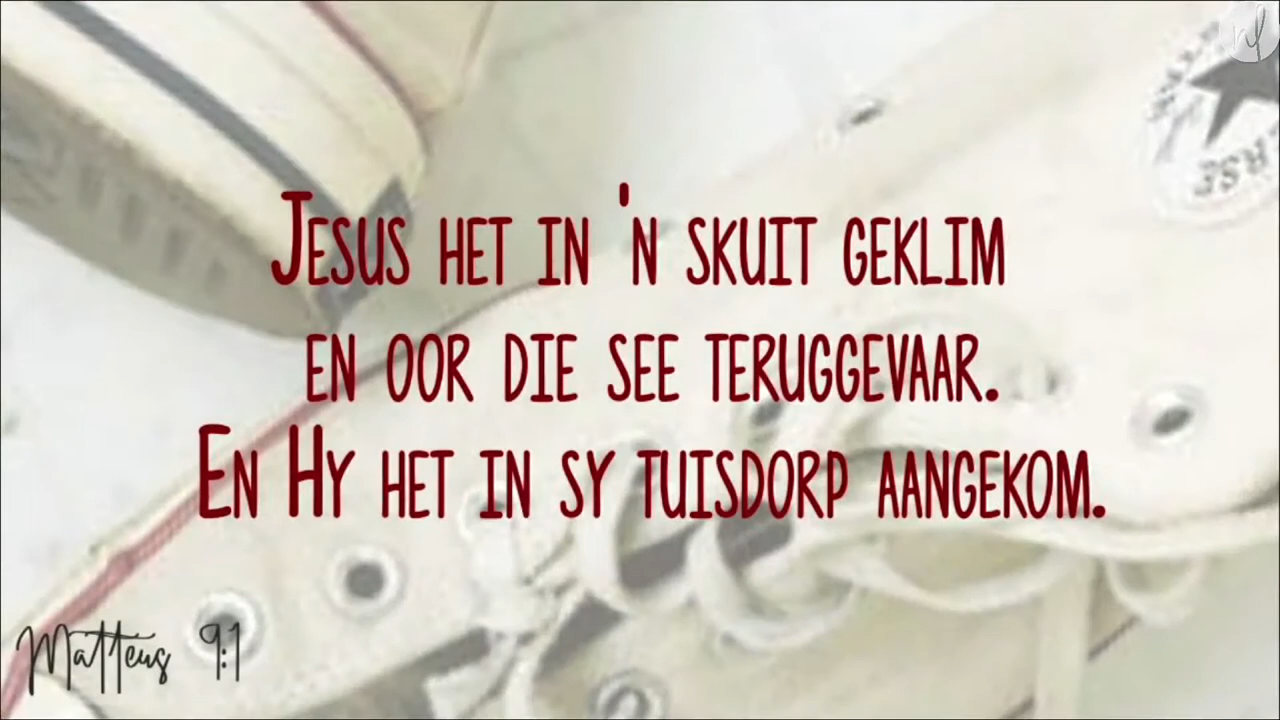 Jesus het in 'n skuit geklim
en oor die see teruggevaar.
En Hy het in sy tuisdorp aangekom.
Matteus 9:1